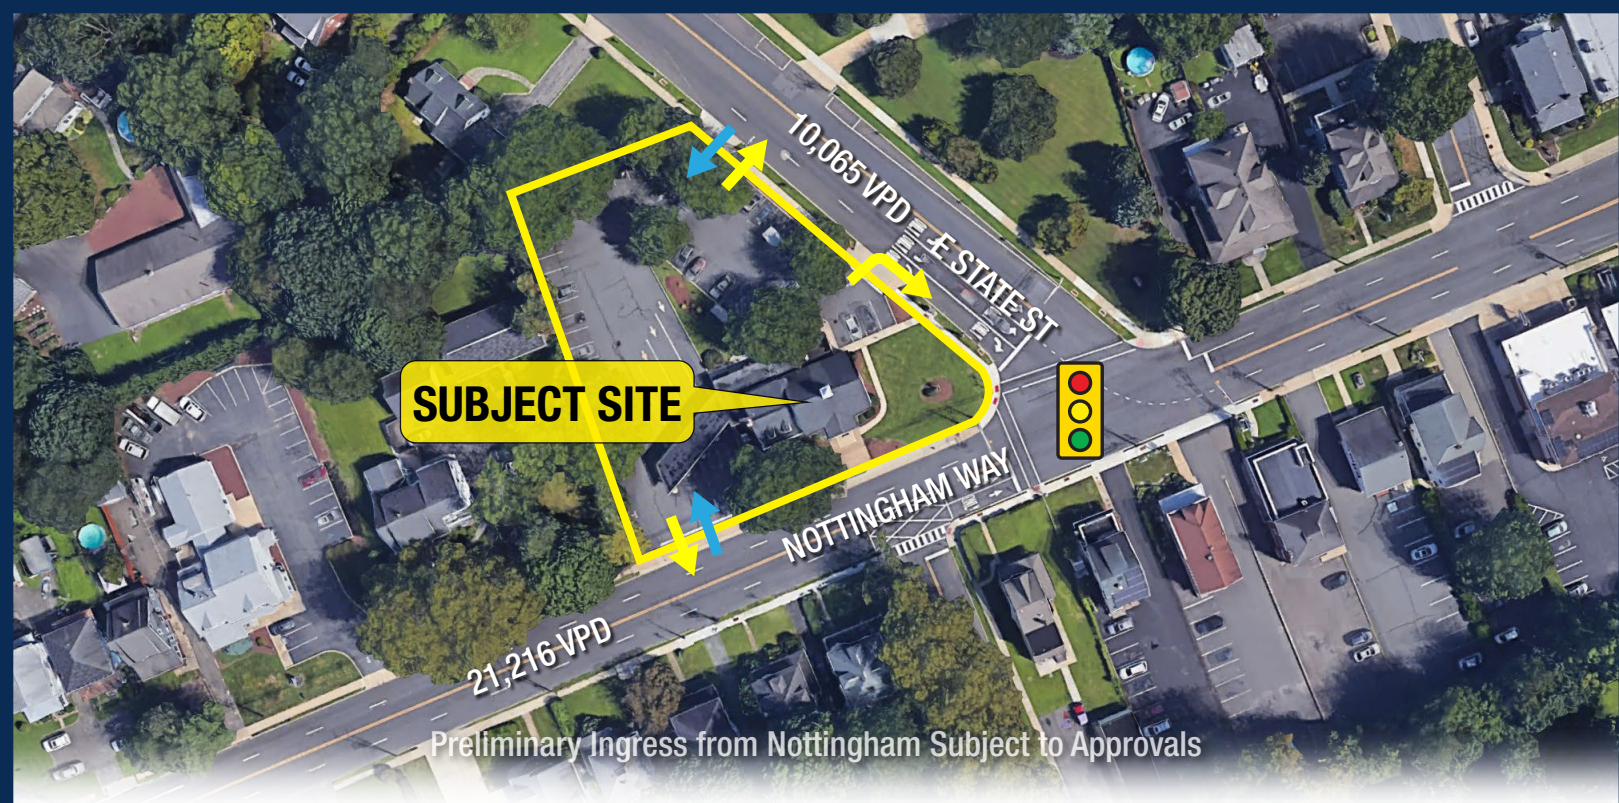 10,065 VPD
E STATE ST
SUBJECT SITE
NOTTINGHAM WAY
21,216 VPD
Preliminary Ingress from Nottingham Subject to Approvals